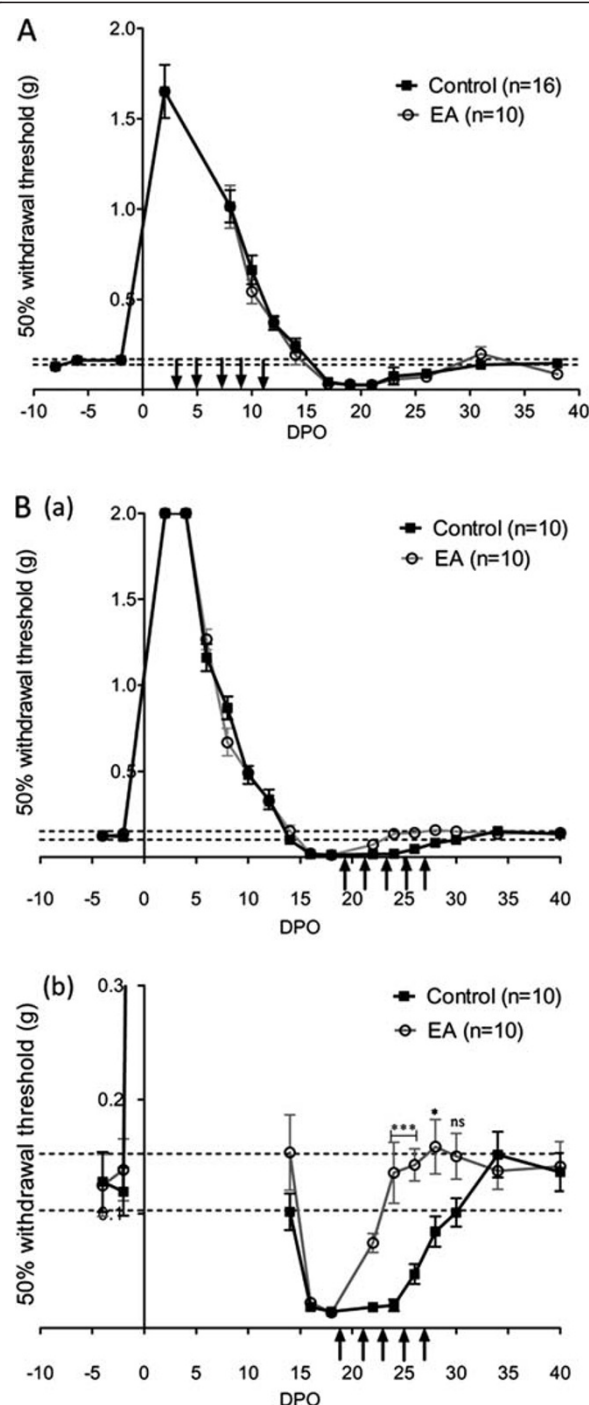 A
50% withdrawal threshold (g)
2.0
1.5
1.0
0.5
Control (n=16)
EA (n=10)
-10 -5 0 5 10 15 20 25 30 35 40
DPO
B (a)
50% withdrawal threshold (g)
2.0
1.5
1.0
0.5
Control (n=10)
EA (n=10)
-10 -5 0 5 10 15 20 25 30 35 40
DPO
(b)
50% withdrawal threshold (g)
0.3
0.2
Control (n=10)
EA (n=10)
*** * ns
-10 -5 0 5 10 15 20 25 30 35 40
DPO